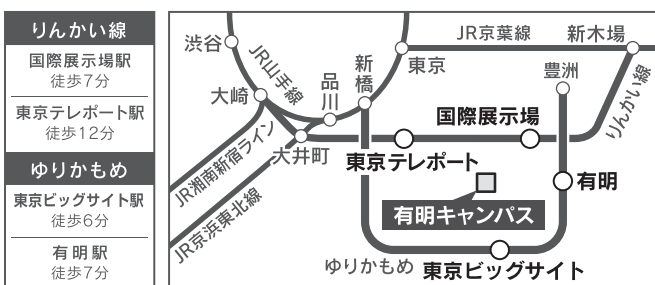 りんかい線
国際展示場駅
徒歩7分
東京テレポート駅
徒歩12分
ゆりかもめ
東京ビッグサイト駅
徒歩6分
有明駅
徒歩7分
渋谷
JR山手線
大崎
品川
新橋
東京
JR京葉線
新木場
豊洲
りんかい線
国際展示場
大井町
東京テレポート
JR湘南新宿ライン
JR京浜東北線
有明
有明キャンパス
ゆりかもめ
東京ビッグサイト